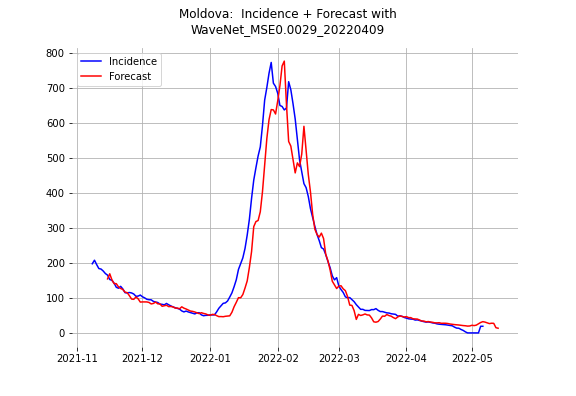 Moldova:  Incidence + Forecast with
WaveNet_MSE0.0029_20220409
Incidence
Forecast
800
700
600
500
400
300
200
100
0
2021-11 2021-12 2022-01 2022-02 2022-03 2022-04 2022-05